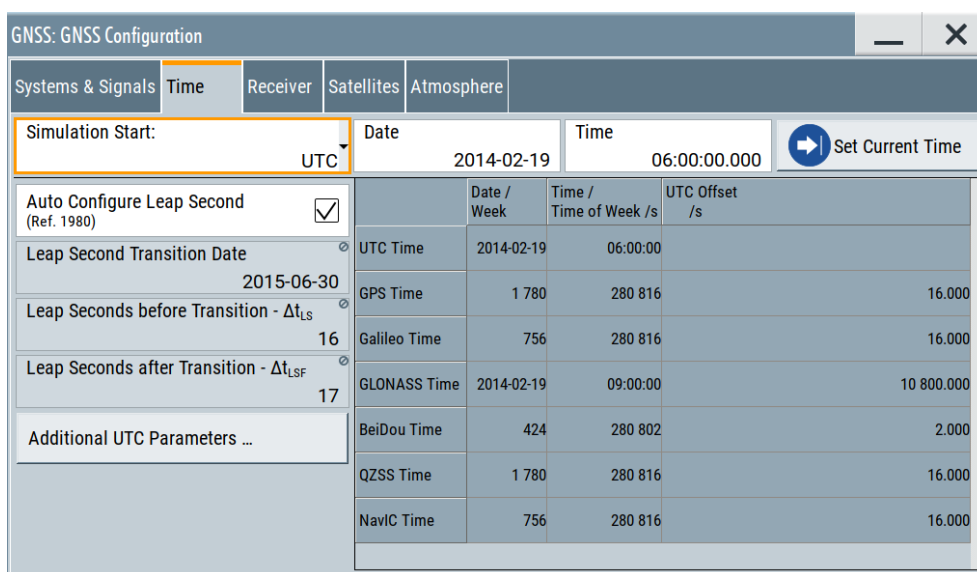 GNSS: GNSS Configuration
Systems & Signals Time Receiver Satellites Atmosphere
Simulation Start:
UTC
Date
2014-02-19
Time
06:00:00.000
Set Current Time
Auto Configure Leap Second
(Ref. 1980)
Leap Second Transition Date
2015-06-30
Leap Seconds before Transition - ΔtLS
16
Leap Seconds after Transition - ΔtLSF
17
Additional UTC Parameters ...
Date / Week Time / Time of Week /s UTC Offset /s
UTC Time 2014-02-19 06:00:00
GPS Time 1 780 280 816 16.000
Galileo Time 756 280 816 16.000
GLONASS Time 2014-02-19 09:00:00 10 800.000
BeiDou Time 424 280 802 2.000
QZSS Time 1 780 280 816 16.000
NavIC Time 756 280 816 16.000